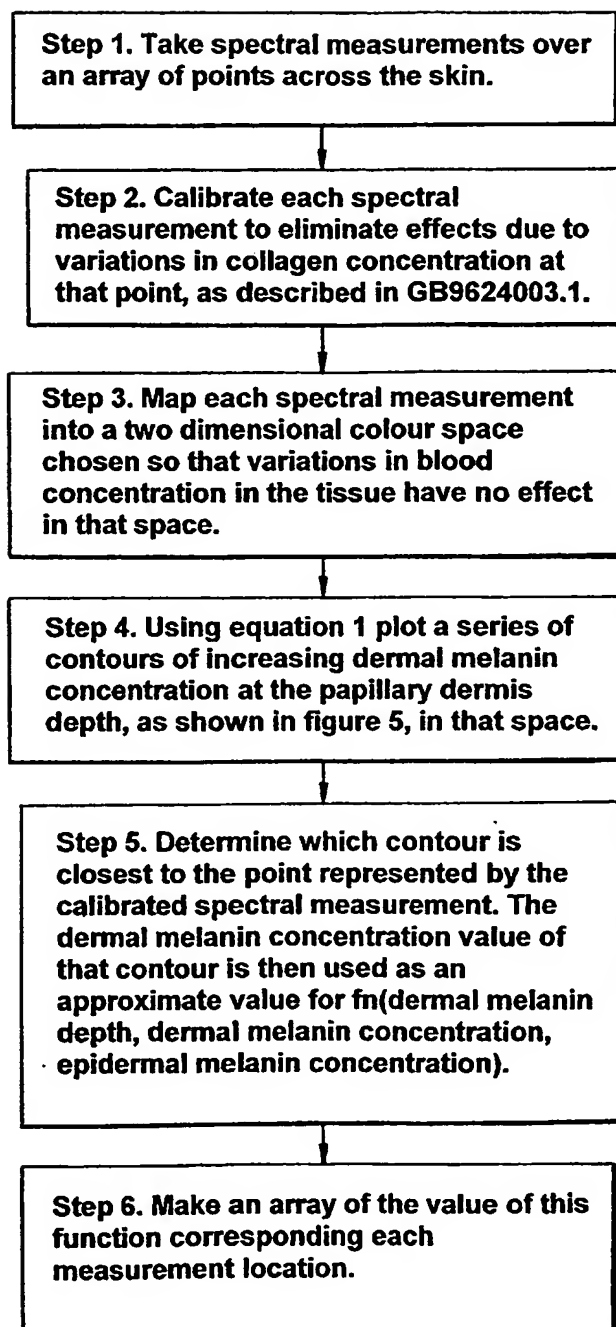 Step 1. Take spectral measurements over
an array of points across the skin.
Step 2. Calibrate each spectral
measurement to eliminate effects due to
variations in collagen concentration at
that point, as described in GB9624003.1.
Step 3. Map each spectral measurement
into a two dimensional colour space
chosen so that variations in blood
concentration in the tissue have no effect
in that space.
Step 4. Using equation 1 plot a series of
contours of increasing dermal melanin
concentration at the papillary dermis
depth, as shown in figure 5, in that space.
Step 5. Determine which contour is
closest to the point represented by the
calibrated spectral measurement. The
dermal melanin concentration value of
that contour is then used as an
approximate value for fn(dermal melanin
depth, dermal melanin concentration,
epidermal melanin concentration).
Step 6. Make an array of the value of this
function corresponding each
measurement location.